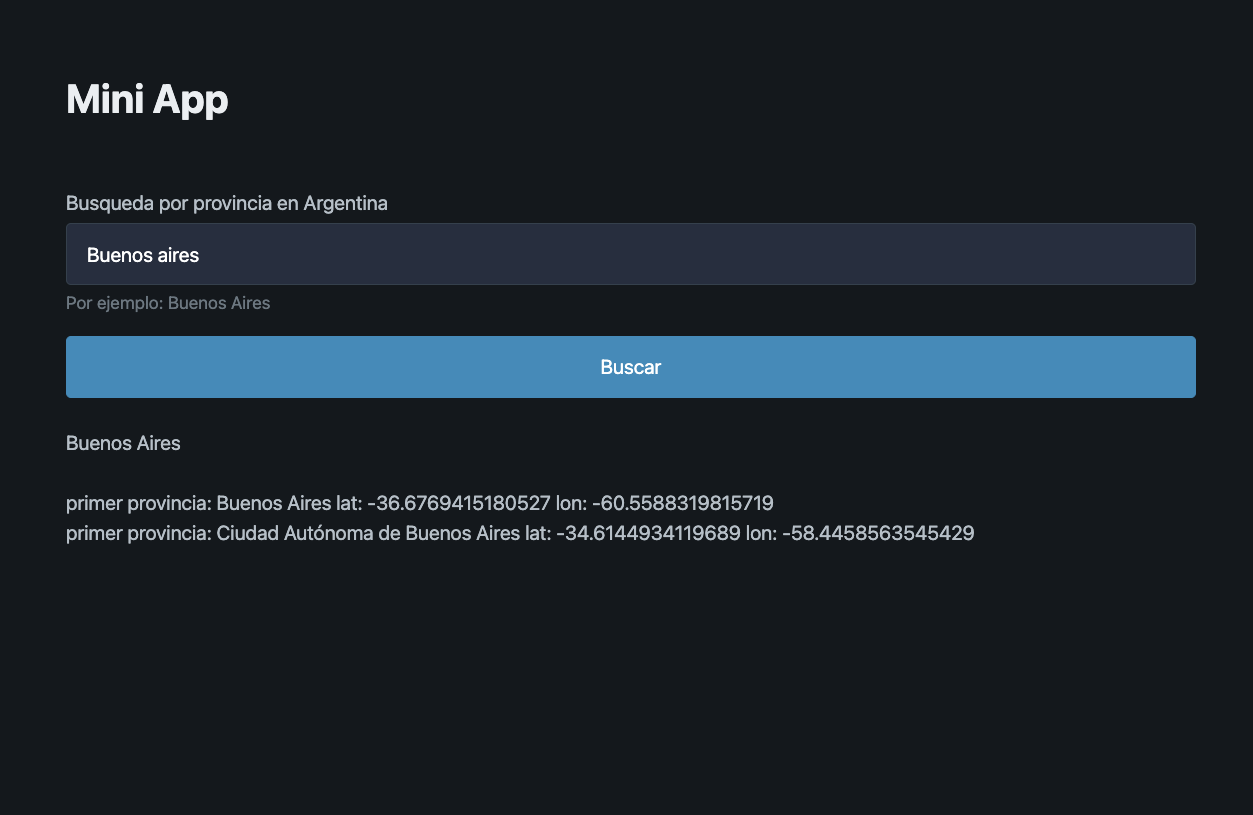 Mini App
Busqueda por provincia en Argentina
Buenos aires
Por ejemplo: Buenos Aires
Buscar
Buenos Aires
primer provincia: Buenos Aires lat: -36.6769415180527 lon: -60.5588319815719
primer provincia: Ciudad Autónoma de Buenos Aires lat: -34.6144934119689 lon: -58.4458563545429